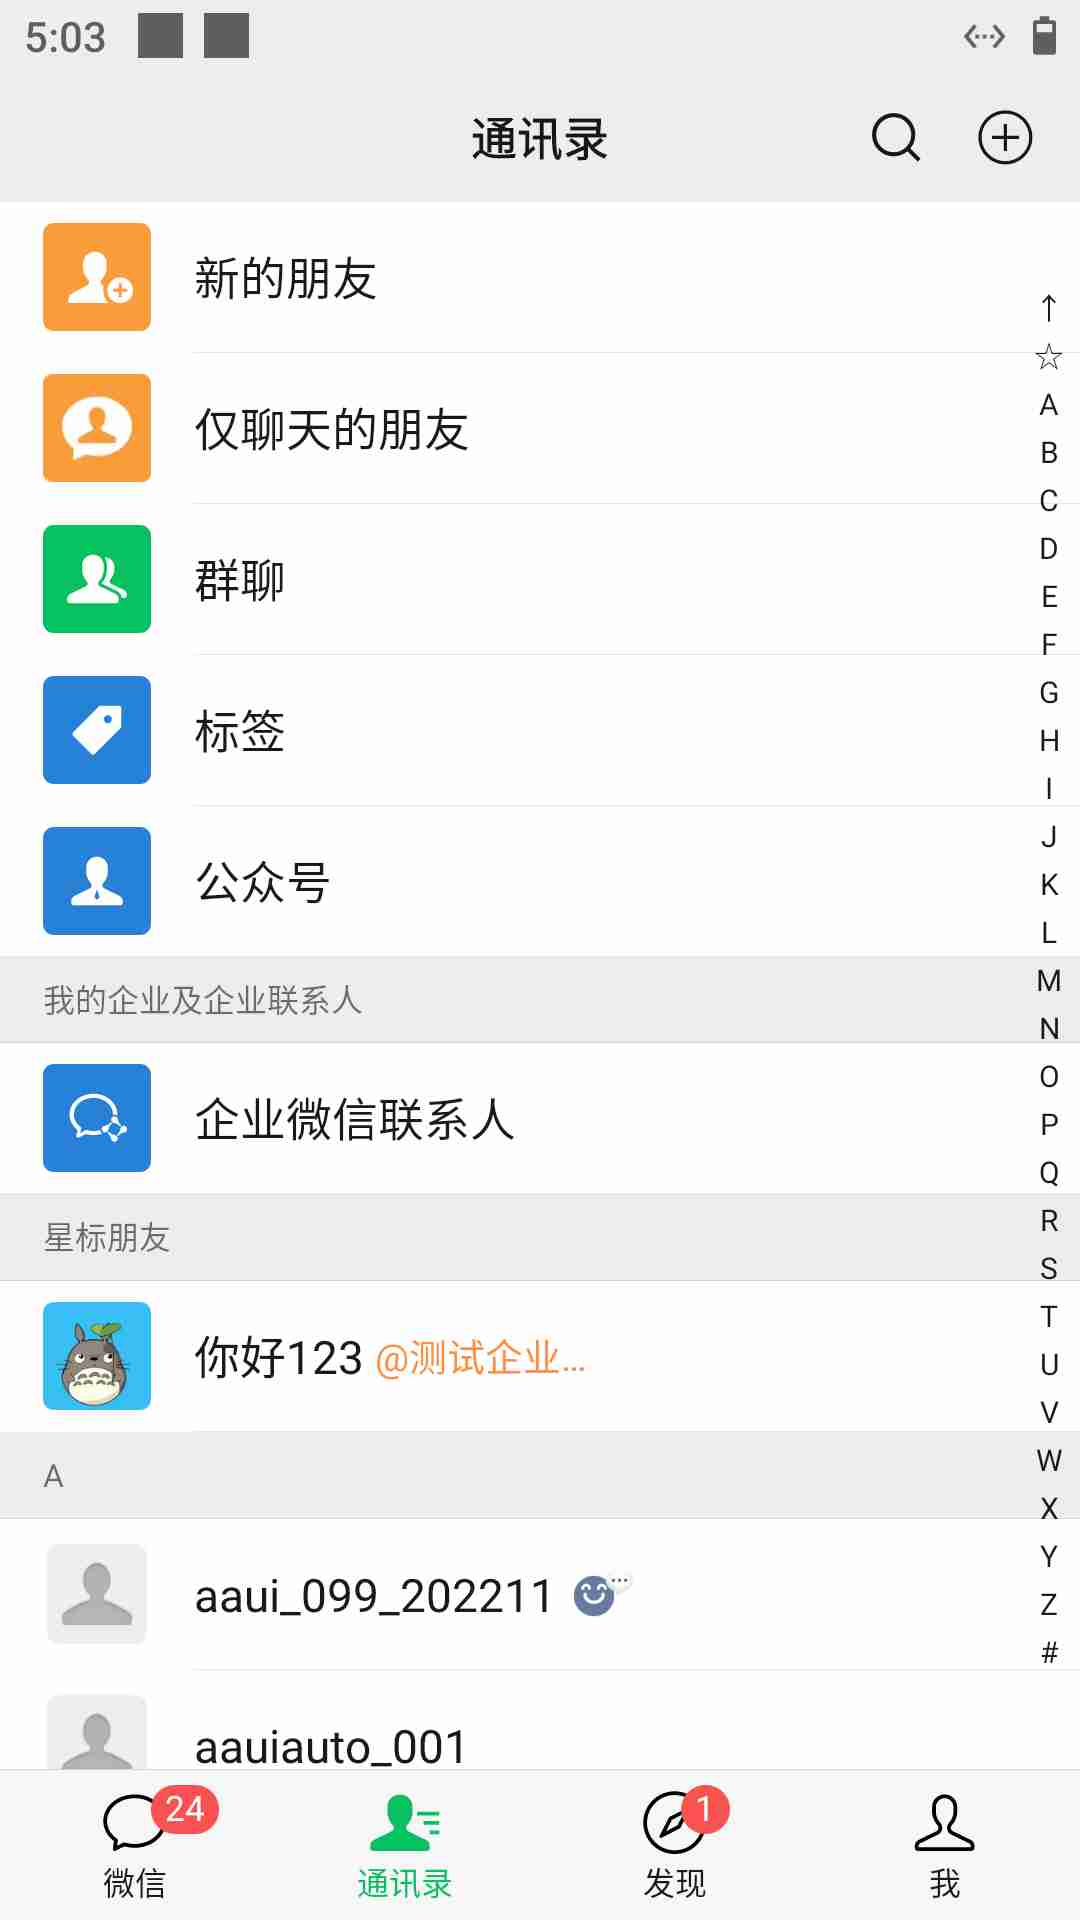 5:03
通讯录
新的朋友
仅聊天的朋友
群聊
标签
公众号
我的企业及企业联系人
企业微信联系人
星标朋友
你好123 @测试企业...
A
aaui_099_202211
aauiauto_001
↑
☆
A
B
C
D
E
F
G
H
I
J
K
L
M
N
O
P
Q
R
S
T
U
V
W
X
Y
Z
#
24
1
微信
通讯录
发现
我